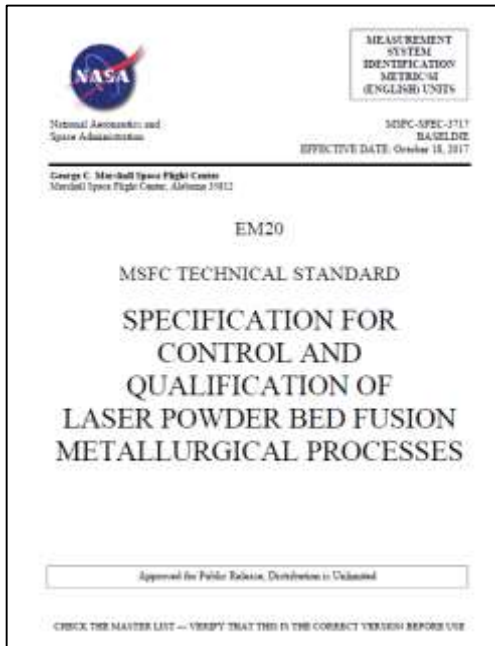 MEASUREMENT
SYSTEM
IDENTIFICATION
METRIC/SI
(ENGLISH) UNITS
NASA
National Aeronautics and
Space Administration
MSFC-SPEC-3717
BASELINE
EFFECTIVE DATE: October 18, 2017
George C. Marshall Space Flight Center
Marshall Space Flight Center, Alabama 35812
EM20
MSFC TECHNICAL STANDARD
SPECIFICATION FOR
CONTROL AND
QUALIFICATION OF
LASER POWDER BED FUSION
METALLURGICAL PROCESSES
Approved for Public Release, Distribution is Unlimited
CHECK THE MASTER LIST — VERIFY THAT THIS IS THE CORRECT VERSION BEFORE USE